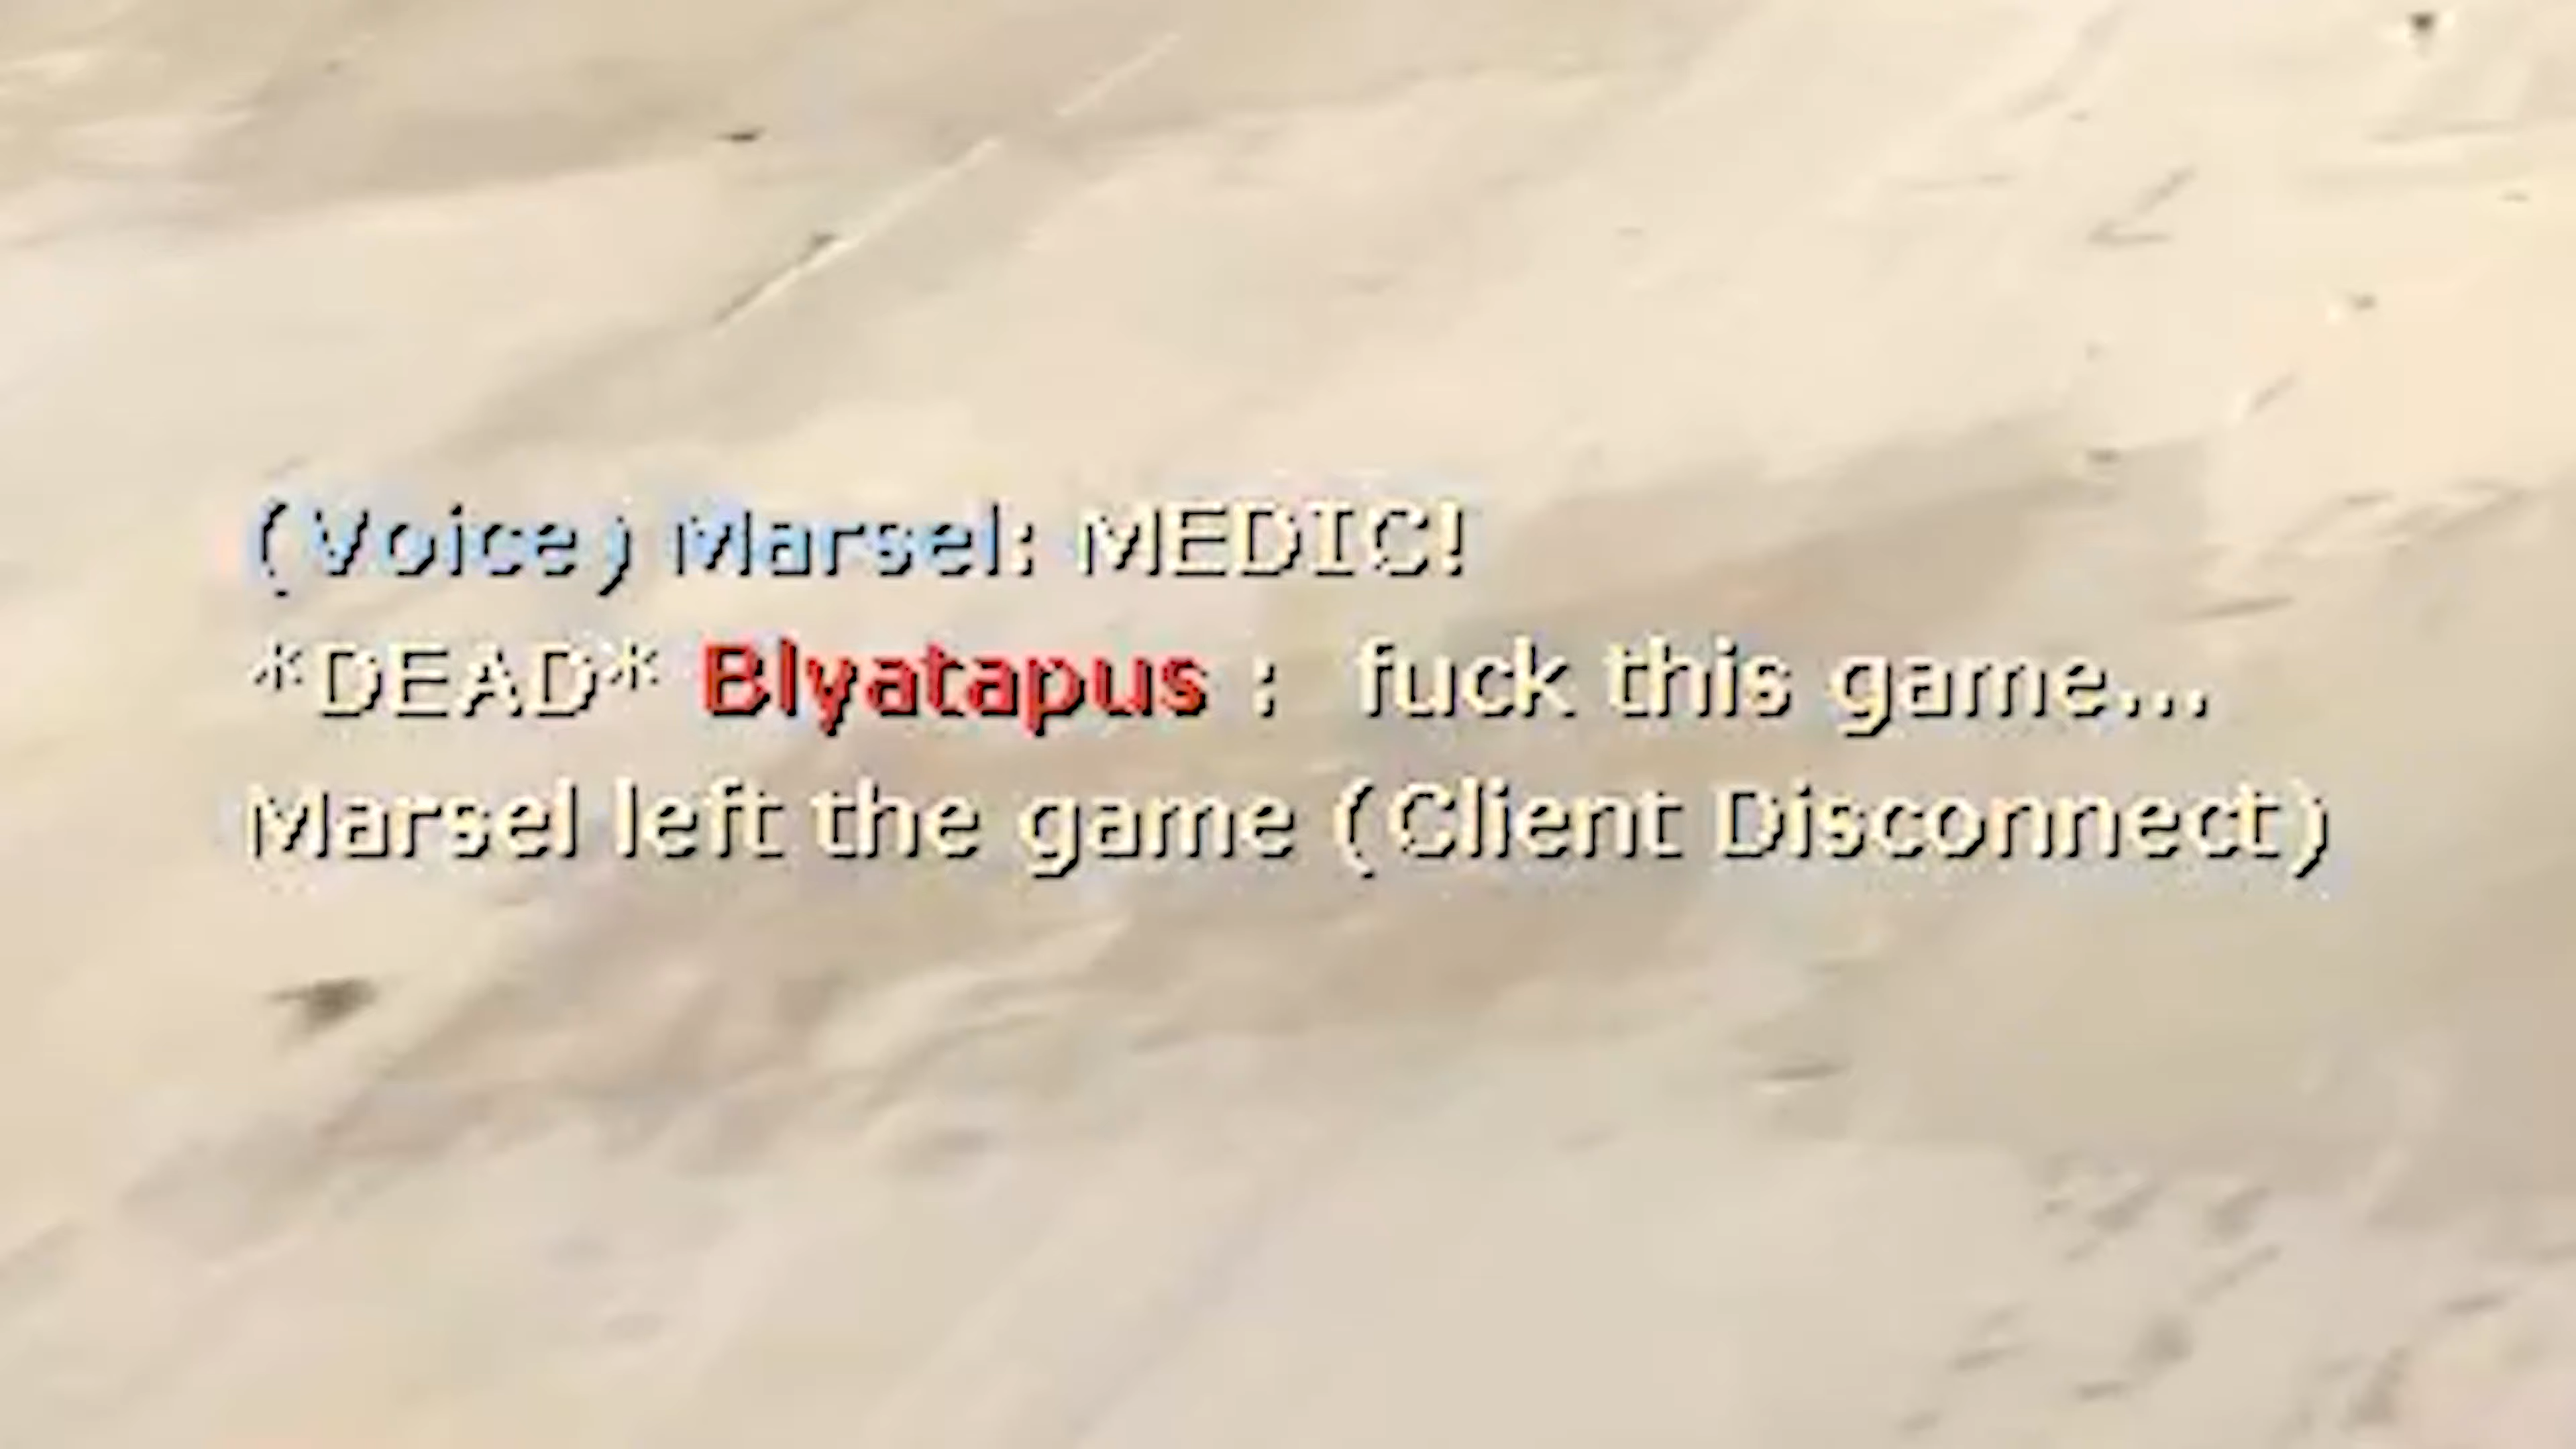 (Voice) Marsel: MEDIC!
*DEAD* Blyatapus :  fuck this game...
Marsel left the game (Client Disconnect)